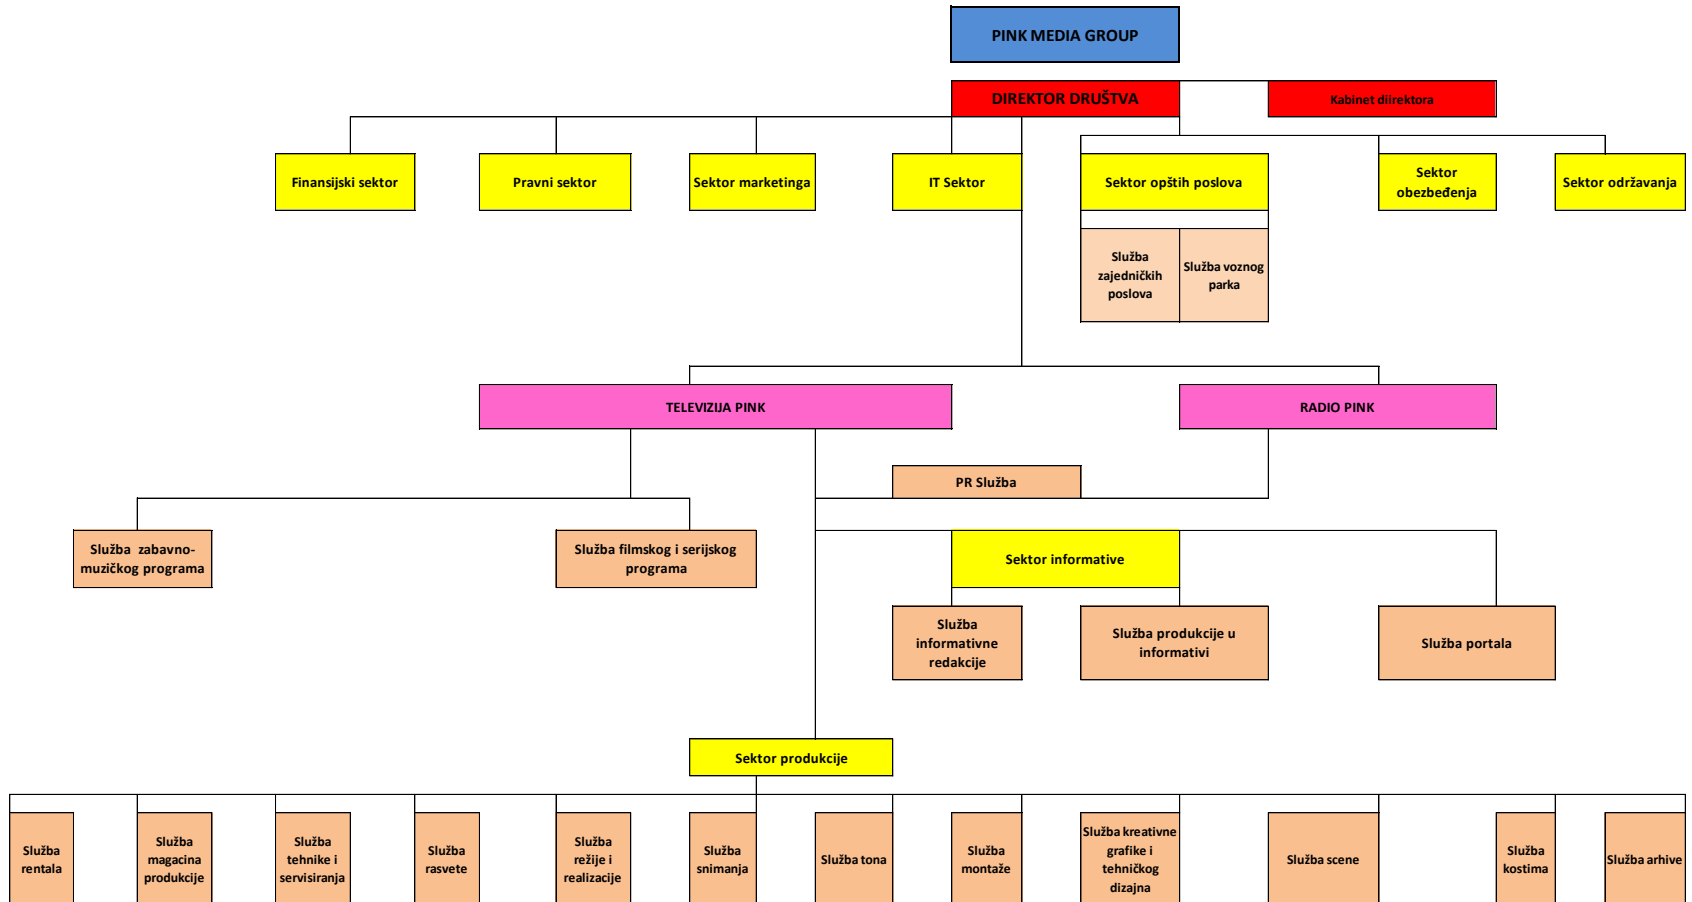 PINK MEDIA GROUP
DIREKTOR DRUŠTVA
Kabinet diirektora
Finansijski sektor
Pravni sektor
Sektor marketinga
IT Sektor
Sektor opštih poslova
Sektor
obezbeđenja
Sektor održavanja
Služba
zajedničkih
poslova
Služba voznog
parka
TELEVIZIJA PINK
RADIO PINK
PR Služba
Služba zabavno-
muzičkog programa
Služba filmskog i serijskog
programa
Sektor informative
Služba
informativne
redakcije
Služba produkcije u
informativi
Služba portala
Sektor produkcije
Služba
rentala
Služba
magacina
produkcije
Služba
tehnike i
servisiranja
Služba
rasvete
Služba
režije i
realizacije
Služba
snimanja
Služba tona
Služba
montaže
Služba kreativne
grafike i
tehničkog
dizajna
Služba scene
Služba
kostima
Služba arhive